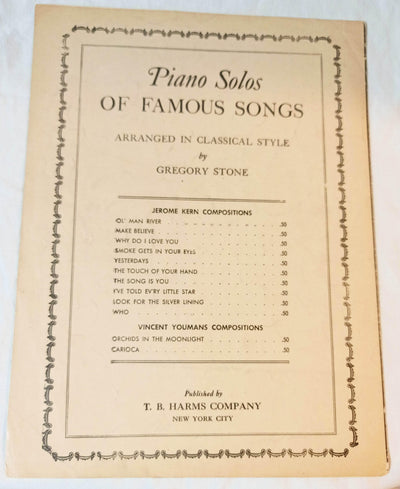 Piano Solos
OF FAMOUS SONGS
ARRANGED IN CLASSICAL STYLE
by
GREGORY STONE
JEROME KERN COMPOSITIONS
OL' MAN RIVER . . . . . . . . . . . . . .50
MAKE BELIEVE . . . . . . . . . . . . . .50
WHY DO I LOVE YOU . . . . . . . . . . . .50
SMOKE GETS IN YOUR EYES . . . . . . . . . .50
YESTERDAYS . . . . . . . . . . . . . . .50
THE TOUCH OF YOUR HAND . . . . . . . . . .50
THE SONG IS YOU . . . . . . . . . . . . .50
I'VE TOLD EV'RY LITTLE STAR . . . . . . . . .50
LOOK FOR THE SILVER LINING . . . . . . . . .50
WHO . . . . . . . . . . . . . . . . .50
VINCENT YOUMANS COMPOSITIONS
ORCHIDS IN THE MOONLIGHT . . . . . . . . . .50
CARIOCA . . . . . . . . . . . . . . . .50
Published by
T. B. HARMS COMPANY
NEW YORK CITY